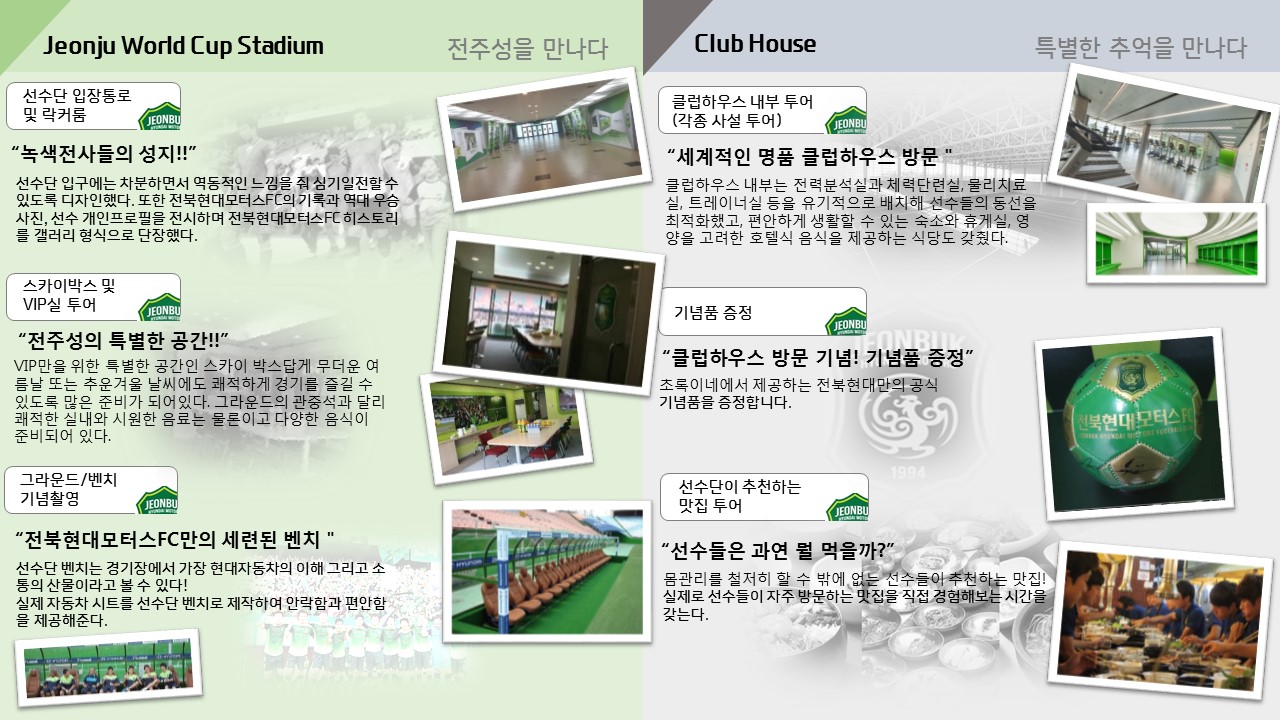 Jeonju World Cup Stadium
전주성을 만나다
선수단 입장통로
및 락커룸
JEONBUK
HYUNDAI MOTORS
“녹색전사들의 성지!!”
선수단 입구에는 차문하면서 역동적인 느낌을 줘 심기일전할 수
있도록 디자인했다. 또한 전북현대모터스FC의 기록과 역대 우승
사진, 선수 개인프로필을 전시하며 전북현대모터스FC 히스토리
를 갤러리 형식으로 단장했다.
스카이박스 및
VIP실 투어
JEONBU
HYUNDAI MOTO
“전주성의 특별한 공간!!”
VIP만을 위한 특별한 공간인 스카이 박스답게 무더운 여
름날 또는 추운겨울 날씨에도 쾌적하게 경기를 즐길 수
있도록 많은 준비가 되어있다. 그라운드의 관중석과 달리
쾌적한 실내와 시원한 음료는 물론이고 다양한 음식이
준비되어 있다.
그라운드/벤치
기념촬영
JEONBU
HYUNDAI MOTO
“전북현대모터스FC만의 세련된 벤치 "
선수단 벤치는 경기장에서 가장 현대자동차의 이해 그리고 소
통의 산물이라고 볼 수 있다!
실제 자동차 시트를 선수단 벤치로 제작하여 안락함과 편안함
을 제공해준다.
Club House
특별한 추억을 만나다
클럽하우스 내부 투어
(각종 시설 투어)
JEONBU
HYUNDAI MOTO
“세계적인 명품 클럽하우스 방문 "
클럽하우스 내부는 전력분석실과 체력단련실, 물리치료
실, 트레이너실 등을 유기적으로 배치해 선수들의 동선을
최적화했고, 편안하게 생활할 수 있는 숙소와 휴게실, 영
양을 고려한 호텔식 음식을 제공하는 식당도 갖췄다.
기념품 증정
JEONBU
HYUNDAI MOTO
“클럽하우스 방문 기념! 기념품 증정”
초록이네에서 제공하는 전북현대만의 공식
기념품을 증정합니다.
JEONBUK
1994
전북현대모터스FC
선수단이 추천하는
맛집 투어
JEONBU
HYUNDAI MOTO
“선수들은 과연 뭘 먹을까?”
몸관리를 철저히 할 수 밖에 없는 선수들이 추천하는 맛집!
실제로 선수들이 자주 방문하는 맛집을 직접 경험해보는 시간을
갖는다.